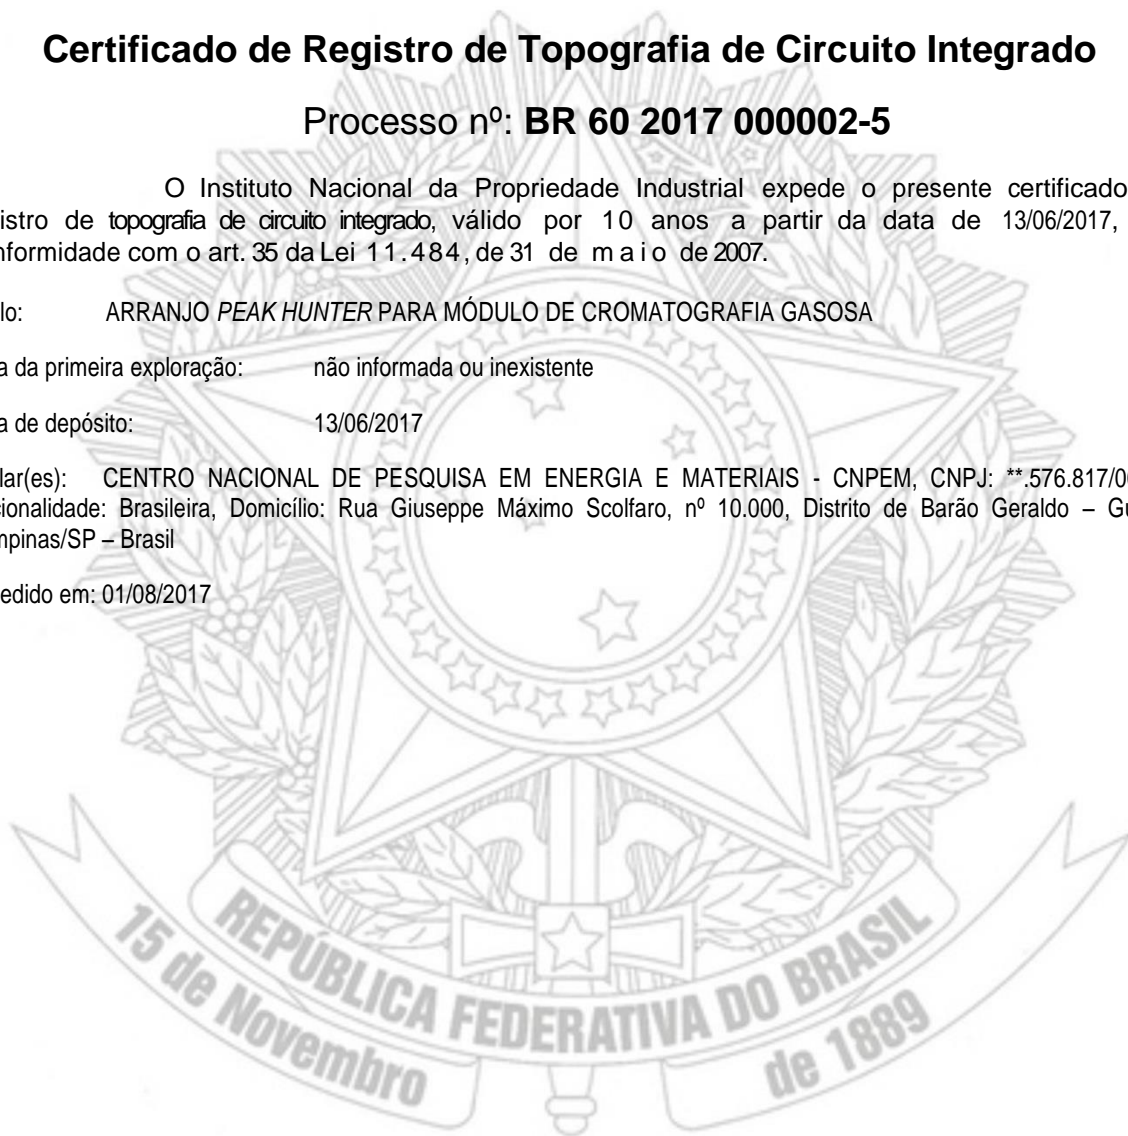 Certificado de Registro de Topografia de Circuito Integrado
Processo nº: BR 60 2017 000002-5
O Instituto Nacional da Propriedade Industrial expede o presente certificado
istro de topografia de circuito integrado, válido por 10 anos a partir da data de 13/06/2017,
nformidade com o art. 35 da Lei 11.484, de 31 de maio de 2007.
lo: ARRANJO PEAK HUNTER PARA MÓDULO DE CROMATOGRAFIA GASOSA
a da primeira exploração: não informada ou inexistente
a de depósito: 13/06/2017
lar(es): CENTRO NACIONAL DE PESQUISA EM ENERGIA E MATERIAIS - CNPEM, CNPJ: **.576.817/0
cionalidade: Brasileira, Domicílio: Rua Giuseppe Máximo Scolfaro, nº 10.000, Distrito de Barão Geraldo – Gu
mpinas/SP – Brasil
edido em: 01/08/2017
REPÚBLICA FEDERATIVA DO BRASIL
15 de Novembro de 1889